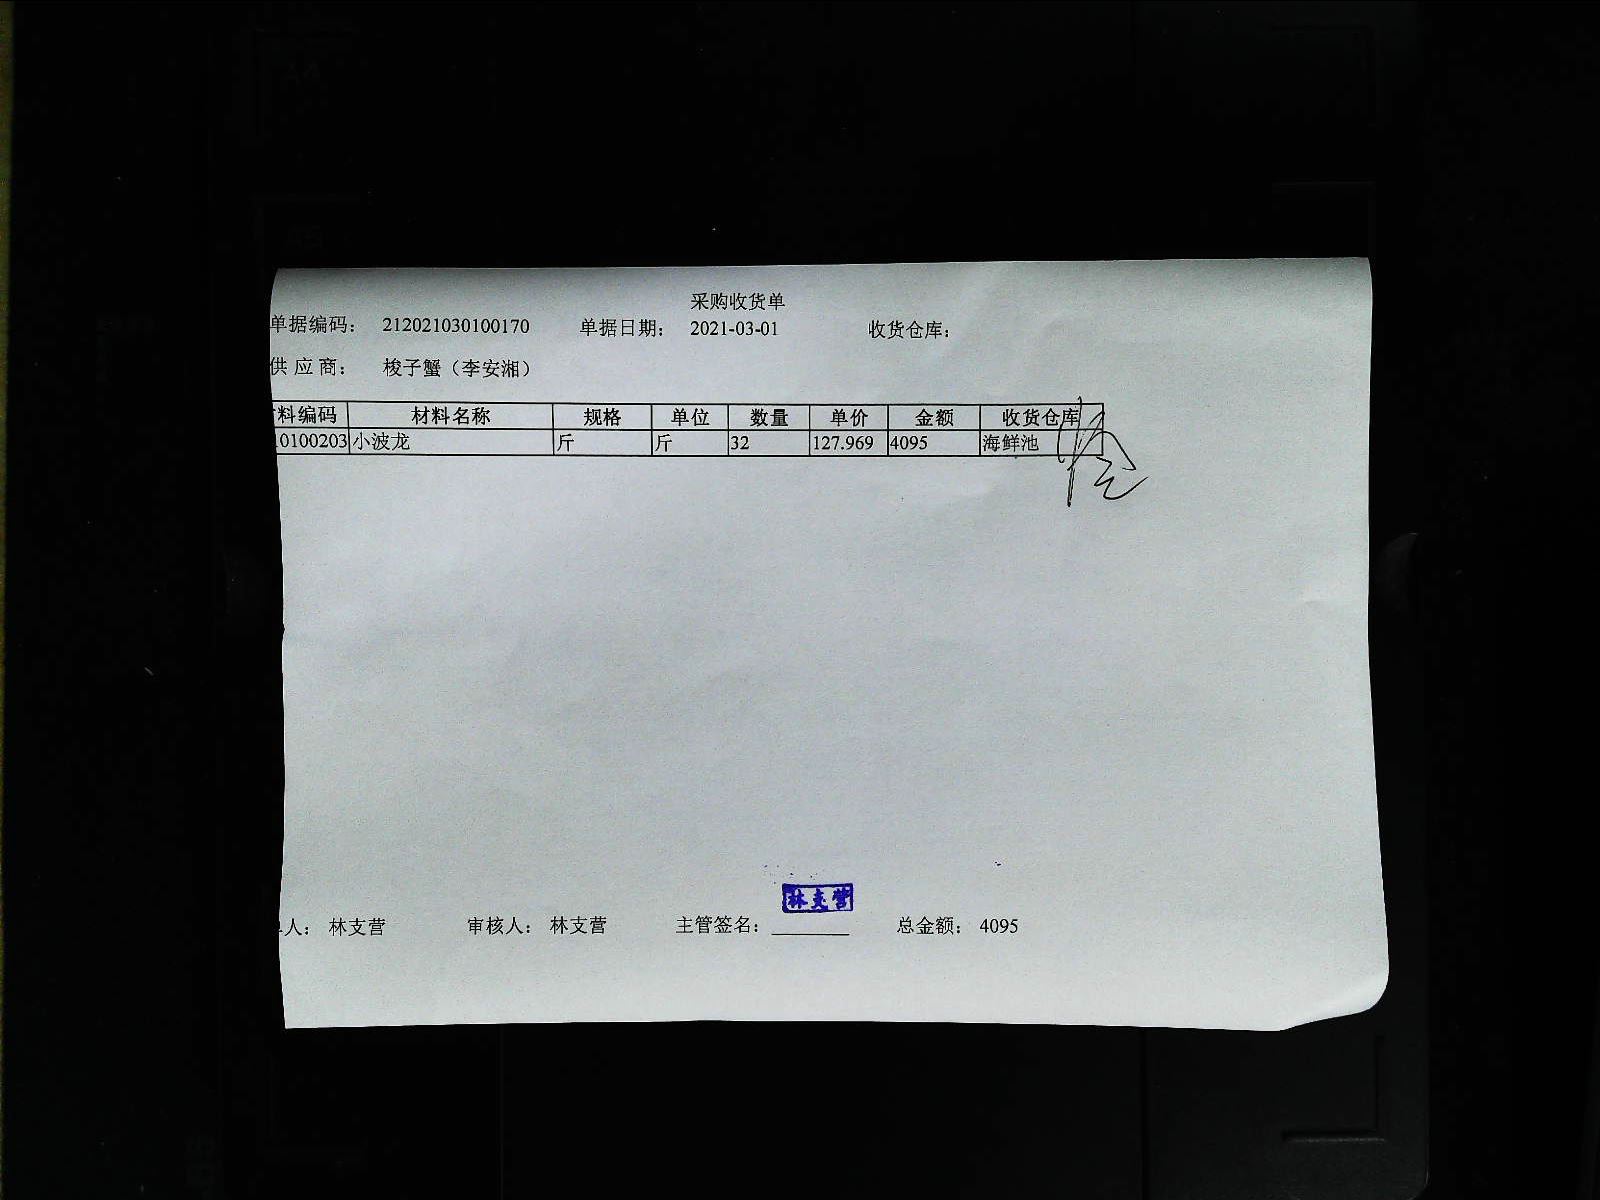 采购收货单
单据编码： 212021030100170 单据日期： 2021-03-01 收货仓库：
供应商： 梭子蟹（李安湘）
料编码 材料名称 规格 单位 数量 单价 金额 收货仓库
10100203 小波龙 斤 斤 32 127.969 4095 海鲜池
林支营
人： 林支营 审核人： 林支营 主管签名： 总金额： 4095